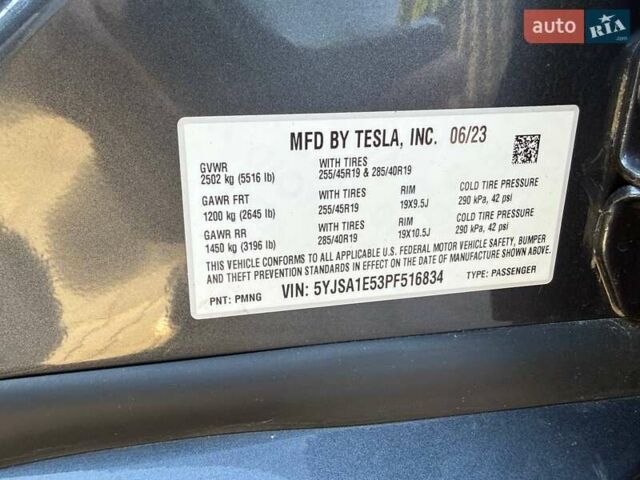 auto RIA.com
MFD BY TESLA, INC. 06/23
GVWR
2502 kg (5516 lb)
WITH TIRES
255/45R19 & 285/40R19
GAWR FRT
1200 kg (2645 lb)
WITH TIRES
255/45R19
RIM
19X9.5J
COLD TIRE PRESSURE
290 kPa, 42 psi
GAWR RR
1450 kg (3196 lb)
WITH TIRES
285/40R19
RIM
19X10.5J
COLD TIRE PRESSURE
290 kPa, 42 psi
THIS VEHICLE CONFORMS TO ALL APPLICABLE U.S. FEDERAL MOTOR VEHICLE SAFETY, BUMPER
AND THEFT PREVENTION STANDARDS IN EFFECT ON THE DATE OF MANUFACTURE SHOWN ABOVE.
PNT: PMNG
VIN: 5YJSA1E53PF516834
TYPE: PASSENGER